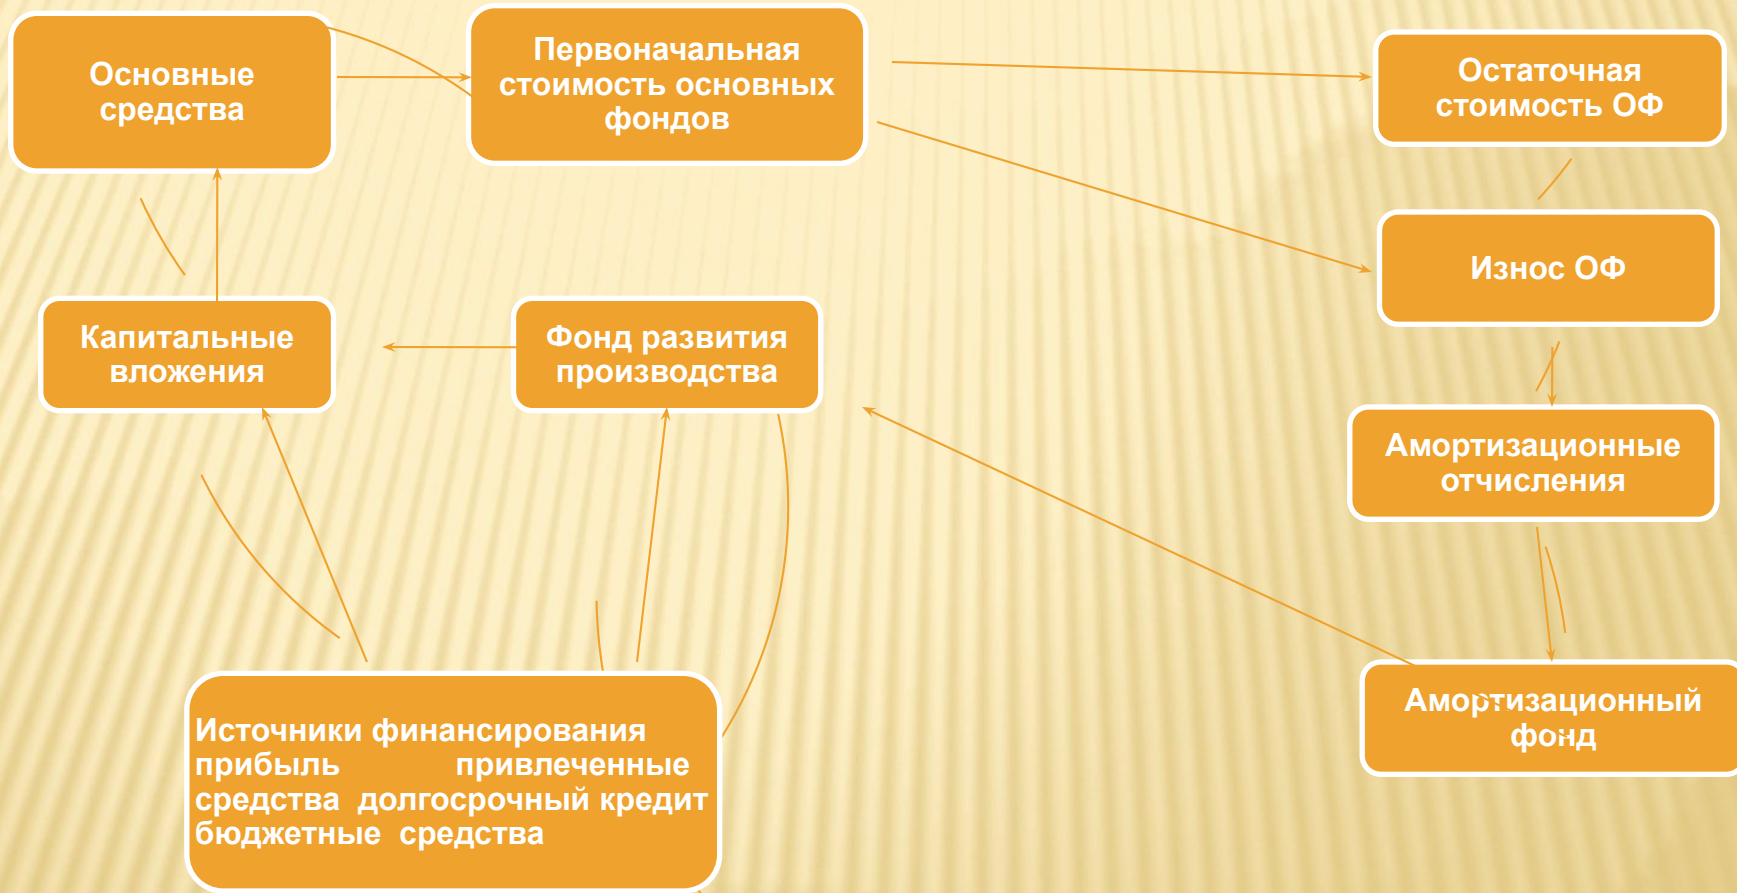 Основные
средства
Первоначальная
стоимость основных
фондов
Остаточная
стоимость ОФ
Износ ОФ
Капитальные
вложения
Фонд развития
производства
Амортизационные
отчисления
Источники финансирования
прибыль привлеченные
средства долгосрочный кредит
бюджетные средства
Амортизационный
фонд